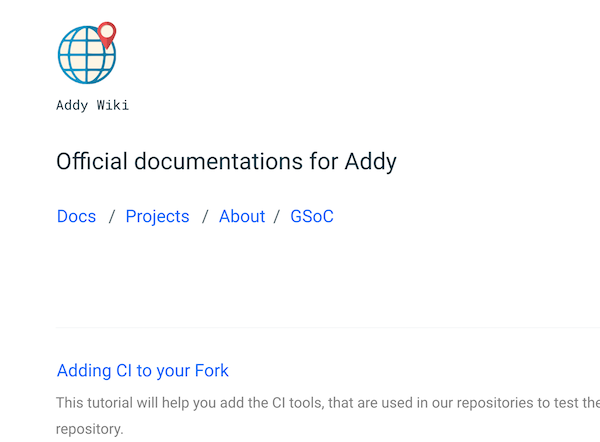 Addy Wiki
Official documentations for Addy
Docs / Projects / About / GSoC
Adding CI to your Fork
This tutorial will help you add the CI tools, that are used in our repositories to test the
repository.